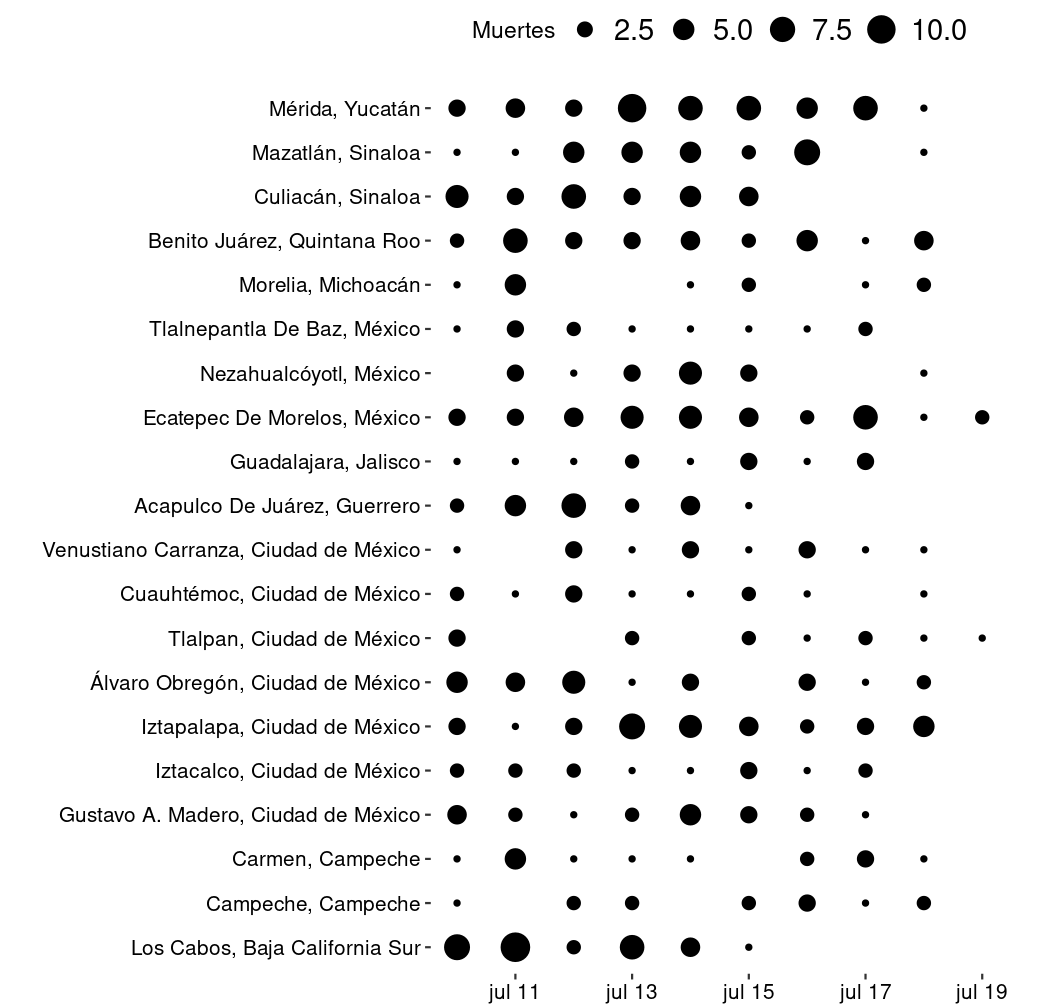 Muertes 2.5 5.0 7.5 10.0
Mérida, Yucatán
Mazatlán, Sinaloa
Culiacán, Sinaloa
Benito Juárez, Quintana Roo
Morelia, Michoacán
Tlalnepantla De Baz, México
Nezahualcóyotl, México
Ecatepec De Morelos, México
Guadalajara, Jalisco
Acapulco De Juárez, Guerrero
Venustiano Carranza, Ciudad de México
Cuauhtémoc, Ciudad de México
Tlalpan, Ciudad de México
Álvaro Obregón, Ciudad de México
Iztapalapa, Ciudad de México
Iztacalco, Ciudad de México
Gustavo A. Madero, Ciudad de México
Carmen, Campeche
Campeche, Campeche
Los Cabos, Baja California Sur
jul 11 jul 13 jul 15 jul 17 jul 19